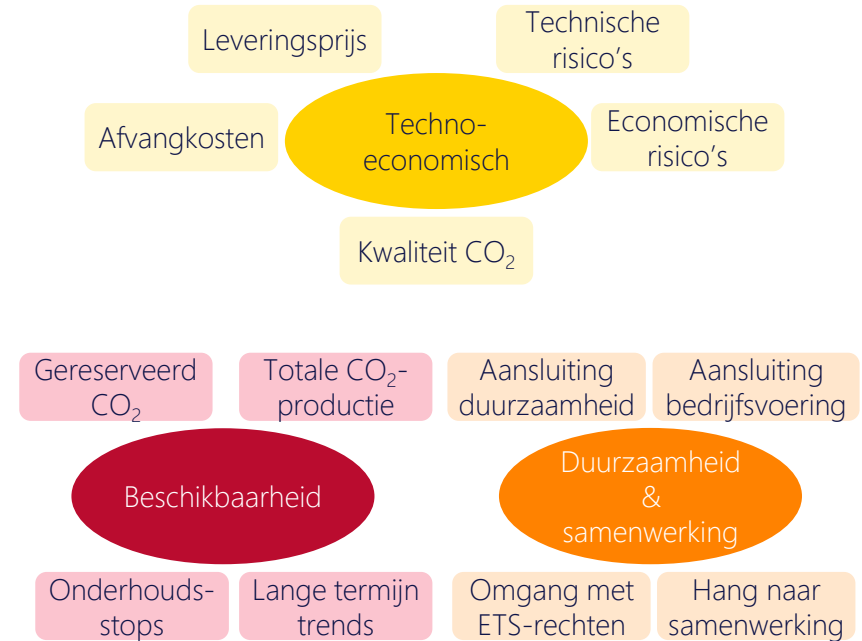 Leveringsprijs
Technische
risico’s
Afvangkosten
Techno-
economisch
Economische
risico’s
Kwaliteit CO₂
Gereserveerd
CO₂
Totale CO₂-
productie
Aansluiting
duurzaamheid
Aansluiting
bedrijfsvoering
Beschikbaarheid
Duurzaamheid
&
samenwerking
Onderhouds-
stops
Lange termijn
trends
Omgang met
ETS-rechten
Hang naar
samenwerking